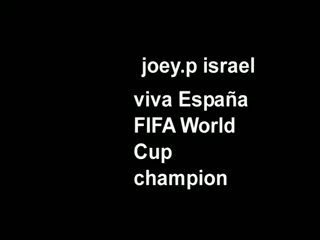 joey.p israel
viva España
FIFA World
Cup
champion